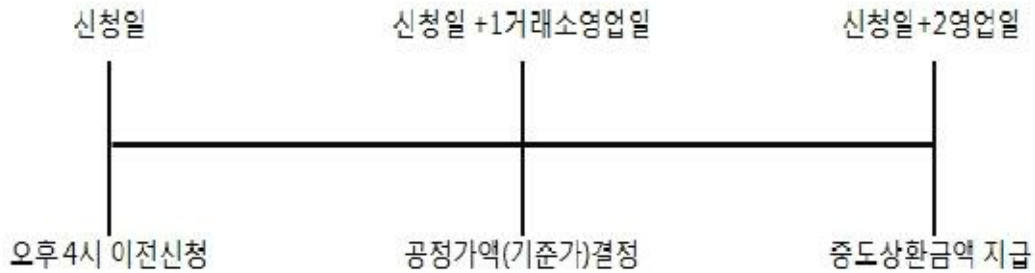 신청일
신청일 +1거래소영업일
신청일+2영업일
오후 4시 이전신청
공정가액(기준가)결정
중도상환금액 지급